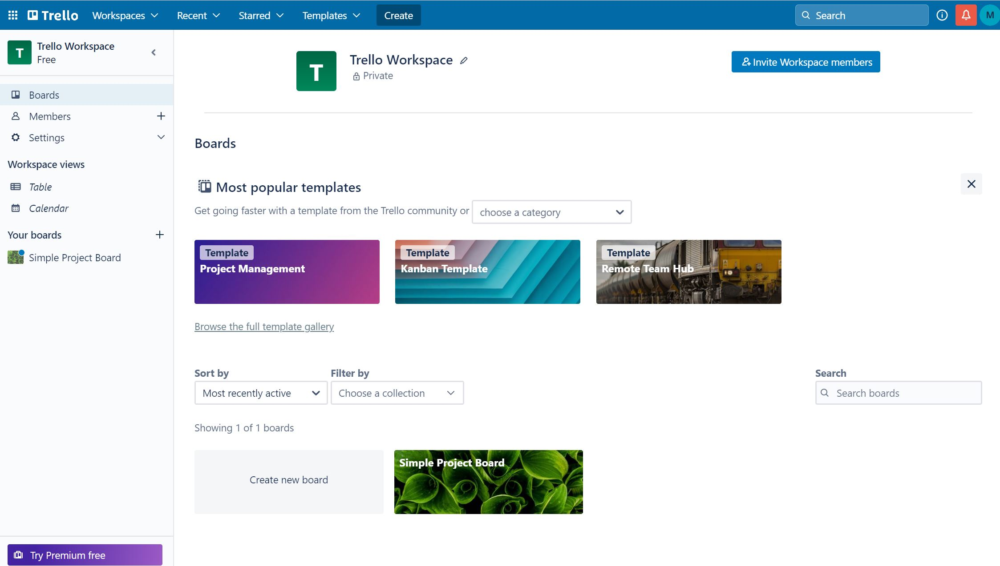 Trello Workspaces Recent Starred Templates Create Search M
T Trello Workspace
Free
Boards
Members
Settings
Workspace views
Table
Calendar
Your boards
Simple Project Board
Try Premium free
T Trello Workspace
Private
Invite Workspace members
Boards
Most popular templates
Get going faster with a template from the Trello community or choose a category
Template
Project Management
Template
Kanban Template
Template
Remote Team Hub
Browse the full template gallery
Sort by Filter by Search
Most recently active Choose a collection Search boards
Showing 1 of 1 boards
Create new board
Simple Project Board